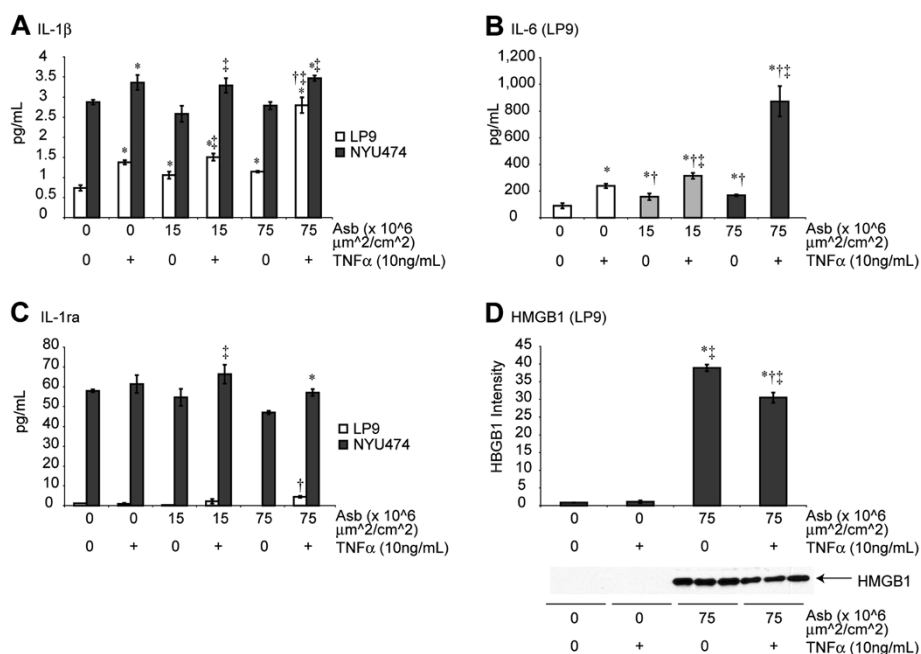 A IL-1β
pg/mL
4
3.5
3
2.5
2
1.5
1
0.5
0
*
*
*
‡
*‡
*
†‡
*
*‡
LP9
NYU474
0 0 15 15 75 75 Asb (x 10^6
μm^2/cm^2)
0 + 0 + 0 + TNFα (10ng/mL)
B IL-6 (LP9)
pg/mL
1,200
1,000
800
600
400
200
0
*
*†
*†‡
*†
*†‡
0 0 15 15 75 75 Asb (x 10^6
μm^2/cm^2)
0 + 0 + 0 + TNFα (10ng/mL)
C IL-1ra
pg/mL
80
70
60
50
40
30
20
10
0
‡
*
†
LP9
NYU474
0 0 15 15 75 75 Asb (x 10^6
μm^2/cm^2)
0 + 0 + 0 + TNFα (10ng/mL)
D HMGB1 (LP9)
HBGB1 Intensity
45
40
35
30
25
20
15
10
5
0
*‡
*†‡
0 0 75 75 Asb (x 10^6
μm^2/cm^2)
0 + 0 + TNFα (10ng/mL)
HMGB1
0 0 75 75 Asb (x 10^6
μm^2/cm^2)
0 + 0 + TNFα (10ng/mL)